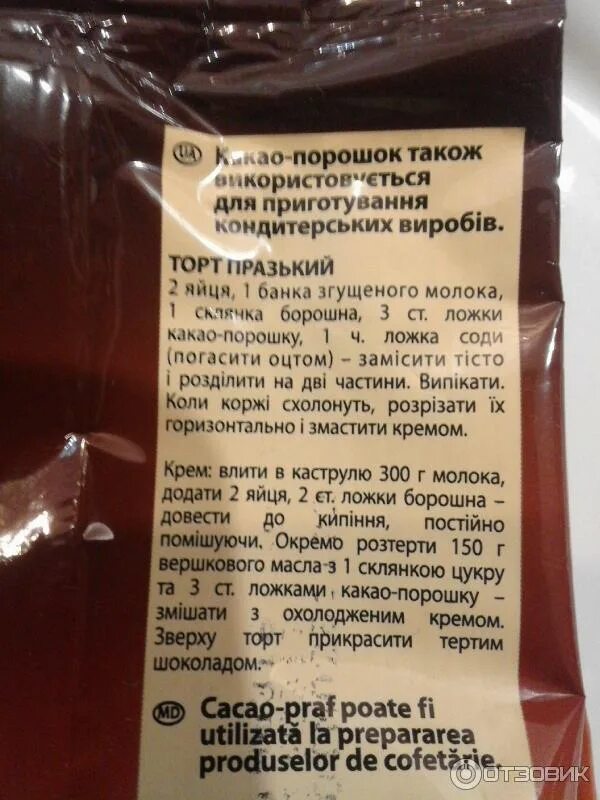 UA Какао-порошок також
використовується
для приготування
кондитерських виробів.
ТОРТ ПРАЗЬКИЙ
2 яйця, 1 банка згущеного молока,
1 склячка борошна, 3 ст. ложки
какао-порошку, 1 ч. ложка соди
(погасити оцтом) – замісити тісто
і розділити на дві частини. Випікати.
Коли коржі схолонуть, розрізати їх
горизонтально і змастити кремом.
Крем: влити в каструлю 300 г молока,
додати 2 яйця, 2 ст. ложки борошна –
довести до кипіння, постійно
помішуючи. Окремо розтерти 150 г
вершкового масла з 1 склянкою цукру
та 3 ст. ложками какао-порошку –
змішати з охолодженим кремом.
Зверху торт прикрасити тертим
шоколадом.
MD Cacao-praf poate fi
utilizată la prepararea
produselor de cofetărie.
ОТЗОВИК